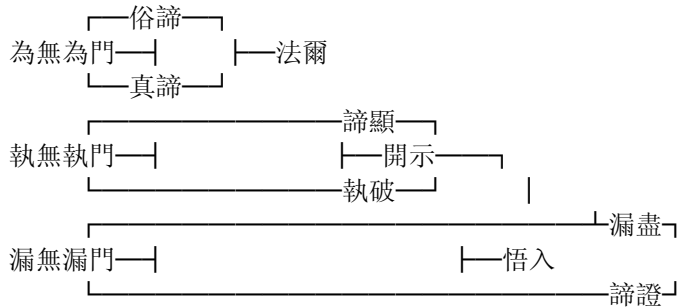 俗諦
為無為門 法爾
真諦
諦顯
執無執門 開示
執破
漏盡
漏無漏門 悟入
諦證